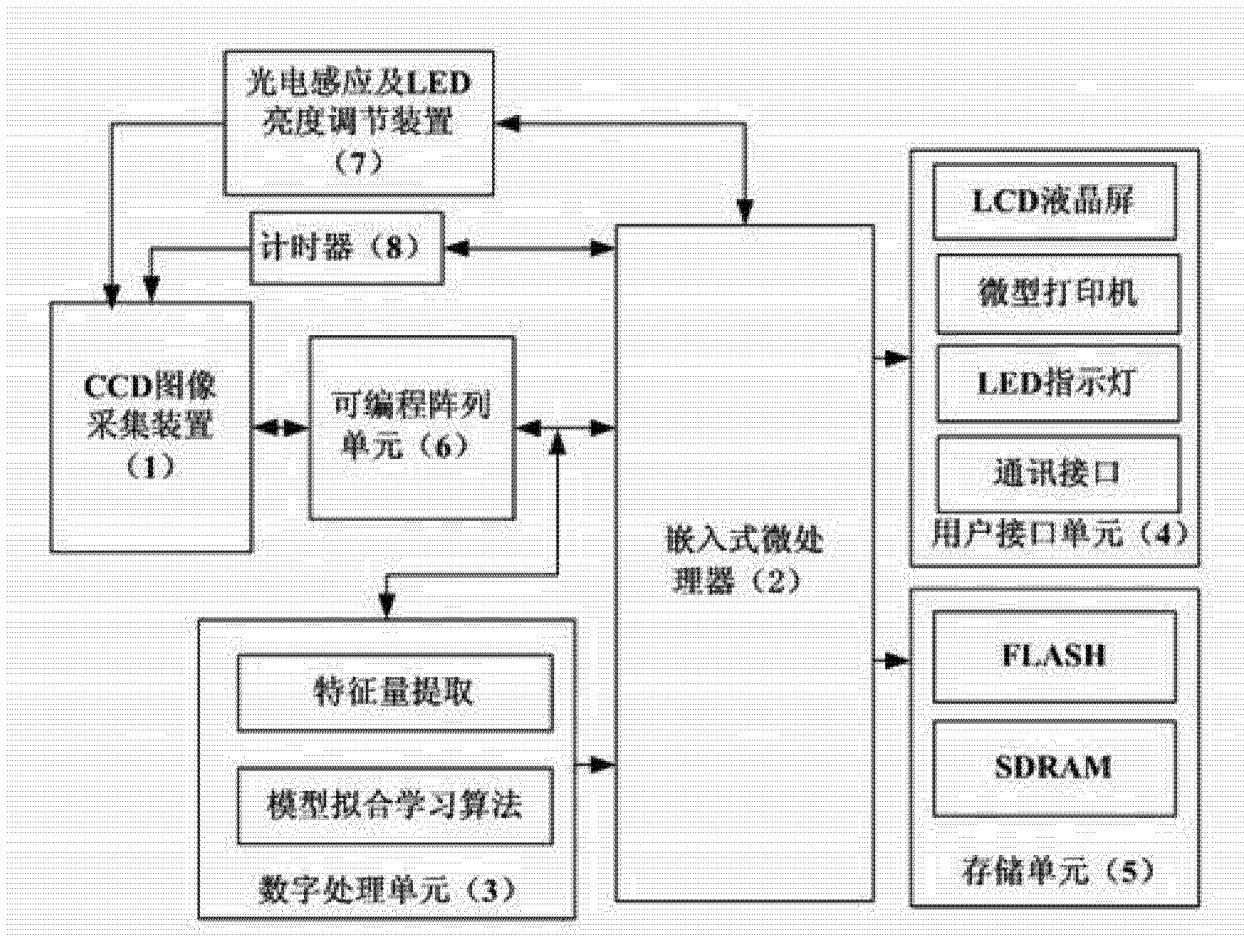 光电感应及LED
亮度调节装置
（7）
计时器（8）
CCD图像
采集装置
（1）
可编程阵列
单元（6）
嵌入式微处
理器（2）
LCD液晶屏
微型打印机
LED指示灯
通讯接口
用户接口单元（4）
FLASH
SDRAM
存储单元（5）
特征量提取
模型拟合学习算法
数字处理单元（3）